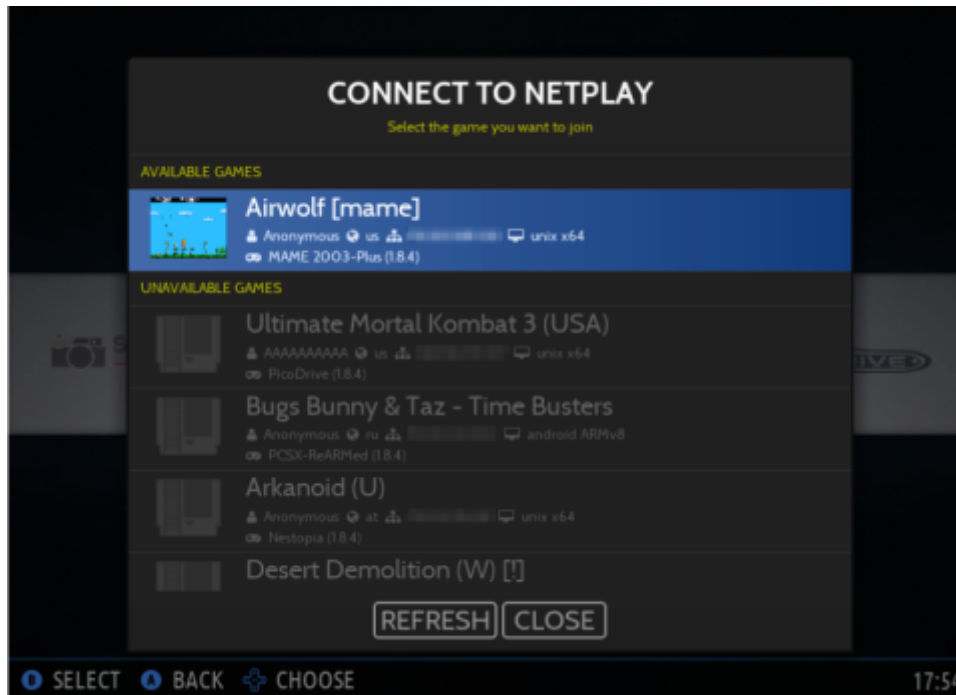 CONNECT TO NETPLAY
Select the game you want to join
AVAILABLE GAMES
Airwolf [mame]
Anonymous us unix x64
MAME 2003-Plus (1.8.4)
UNAVAILABLE GAMES
Ultimate Mortal Kombat 3 (USA)
AAAAAAAAAA us unix x64
PicoDrive (1.8.4)
Bugs Bunny & Taz - Time Busters
Anonymous ru android ARMv8
PCSX-ReARMed (1.8.4)
Arkanoid (U)
Anonymous at unix x64
Nestopia (1.8.4)
Desert Demolition (W) [!]
REFRESH CLOSE
B SELECT A BACK CHOOSE 17:54